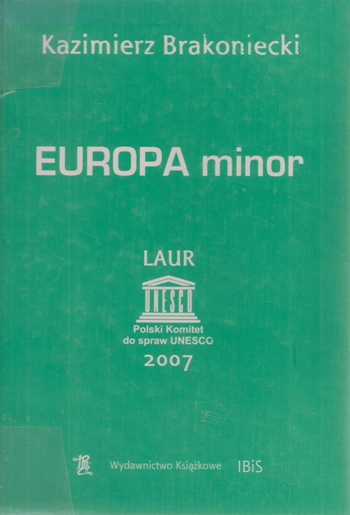 Kazimierz Brakoniecki
EUROPA minor
LAUR
UNESCO
Polski Komitet
do spraw UNESCO
2007
Wydawnictwo Książkowe IBiS